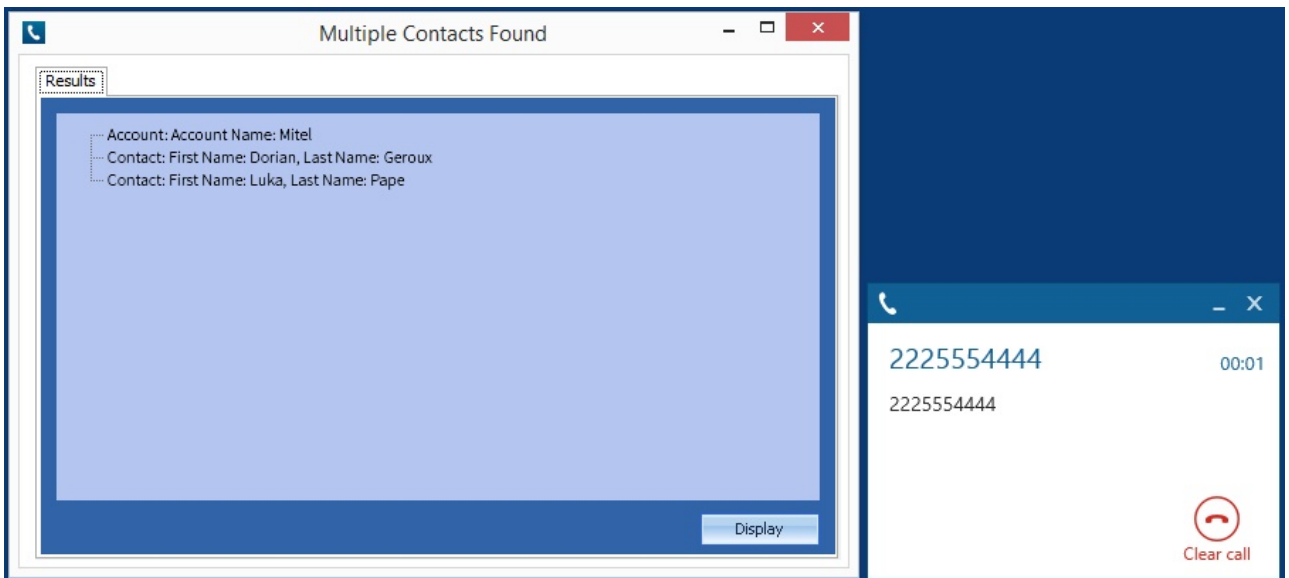 Multiple Contacts Found
Results
Account: Account Name: Mitel
Contact: First Name: Dorian, Last Name: Geroux
Contact: First Name: Luka, Last Name: Pape
Display
2225554444
00:01
2225554444
Clear call